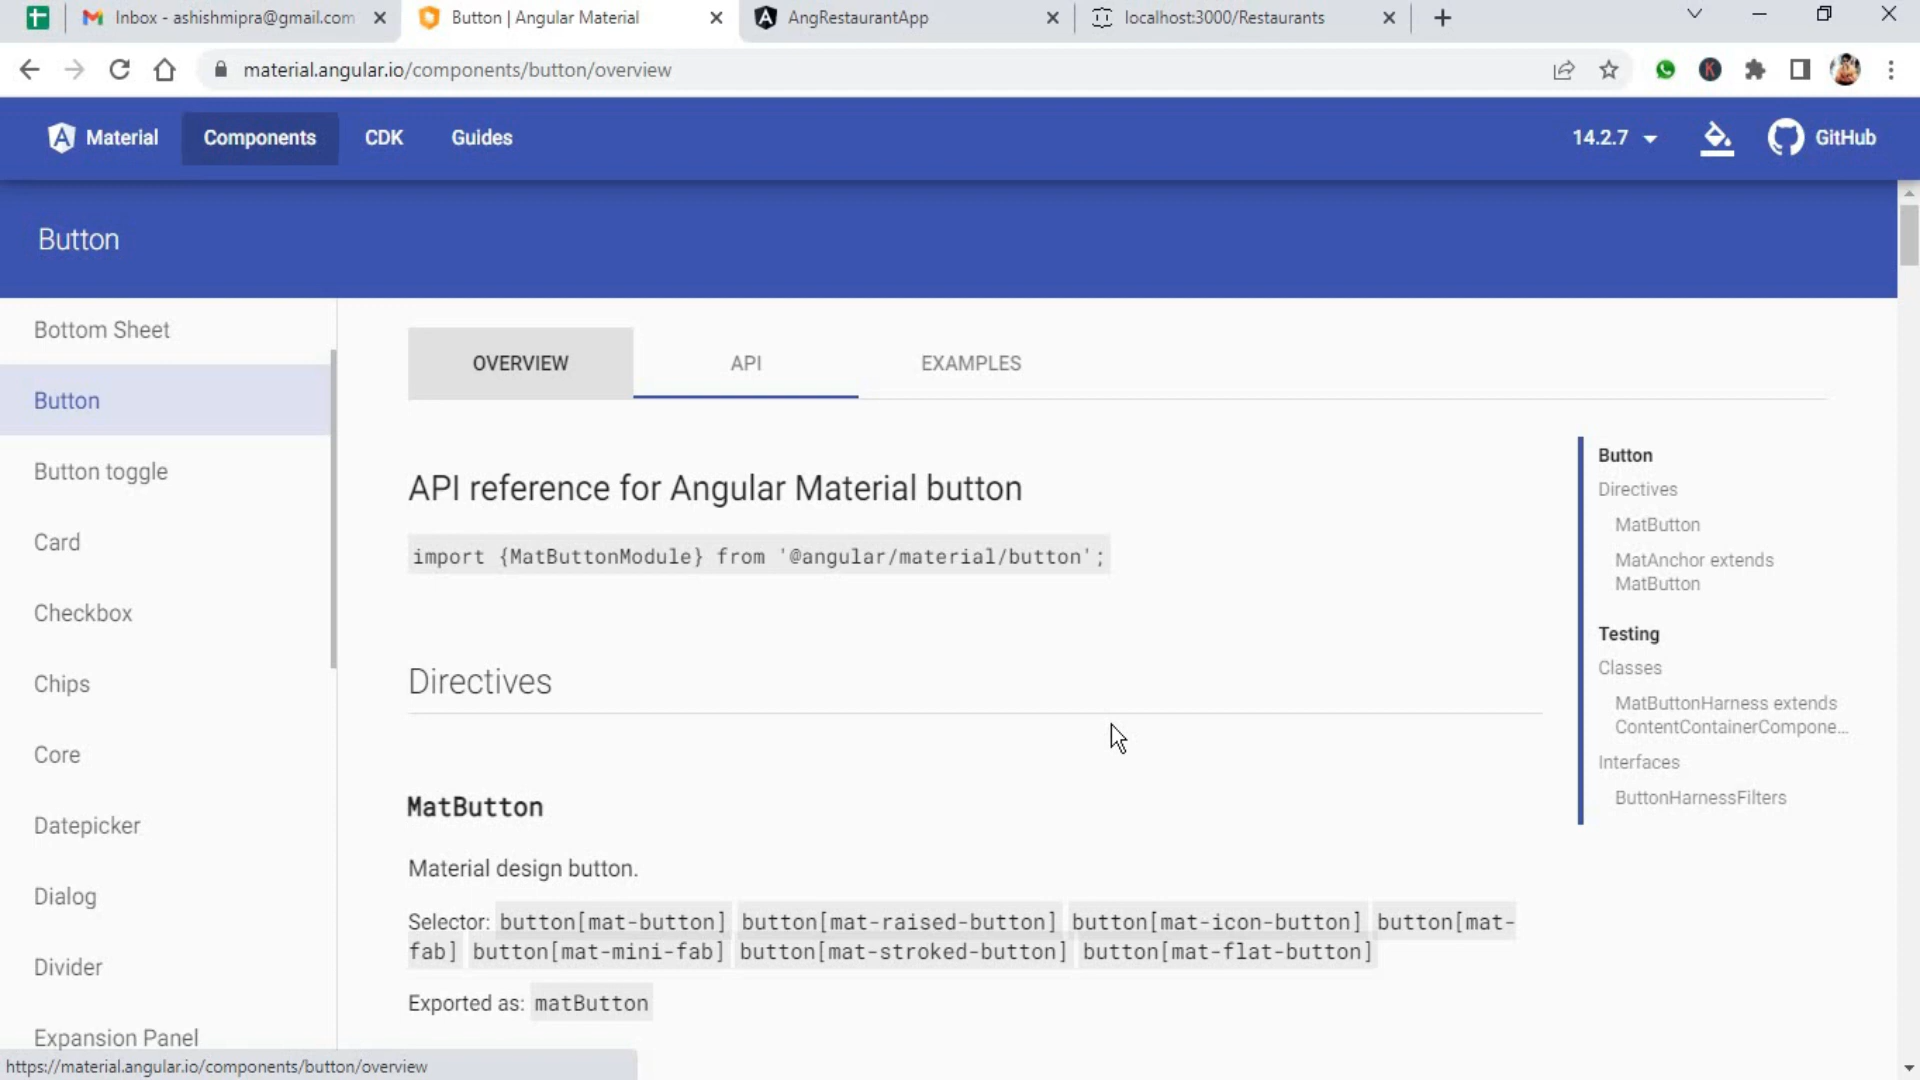 Inbox - ashishmipra@gmail.com
Button | Angular Material
AngRestaurantApp
localhost:3000/Restaurants
material.angular.io/components/button/overview
Material
Components
CDK
Guides
14.2.7
GitHub
Button
Bottom Sheet
Button
Button toggle
Card
Checkbox
Chips
Core
Datepicker
Dialog
Divider
Expansion Panel
OVERVIEW
API
EXAMPLES
API reference for Angular Material button
import {MatButtonModule} from '@angular/material/button';
Directives
MatButton
Material design button.
Selector: button[mat-button] button[mat-raised-button] button[mat-icon-button] button[mat-
fab] button[mat-mini-fab] button[mat-stroked-button] button[mat-flat-button]
Exported as: matButton
Button
Directives
MatButton
MatAnchor extends
MatButton
Testing
Classes
MatButtonHarness extends
ContentContainerCompone...
Interfaces
ButtonHarnessFilters
https://material.angular.io/components/button/overview